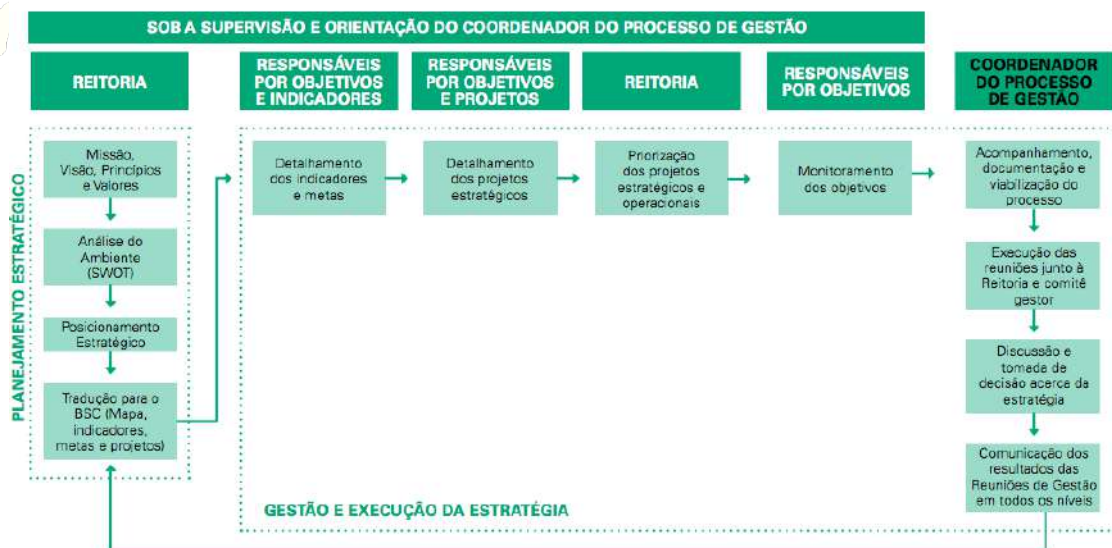 SOB A SUPERVISÃO E ORIENTAÇÃO DO COORDENADOR DO PROCESSO DE GESTÃO
REITORIA
RESPONSÁVEIS
POR OBJETIVOS
E INDICADORES
RESPONSÁVEIS
POR OBJETIVOS
E PROJETOS
REITORIA
RESPONSÁVEIS
POR OBJETIVOS
COORDENADOR
DO PROCESSO
DE GESTÃO
PLANEJAMENTO ESTRATÉGICO
Missão,
Visão, Princípios
e Valores
Análise do
Ambiente
(SWOT)
Posicionamento
Estratégico
Tradução para o
BSC (Mapa,
indicadores,
metas e projetos)
Detalhamento
dos indicadores
e metas
Detalhamento
dos projetos
estratégicos
Priorização
dos projetos
estratégicos e
operacionais
Monitoramento
dos objetivos
Acompanhamento,
documentação e
viabilização do
processo
Execução das
reuniões junto à
Reitoria e comitê
gestor
Discussão e
tomada de
decisão acerca da
estratégia
Comunicação dos
resultados das
Reuniões de Gestão
em todos os níveis
GESTÃO E EXECUÇÃO DA ESTRATÉGIA